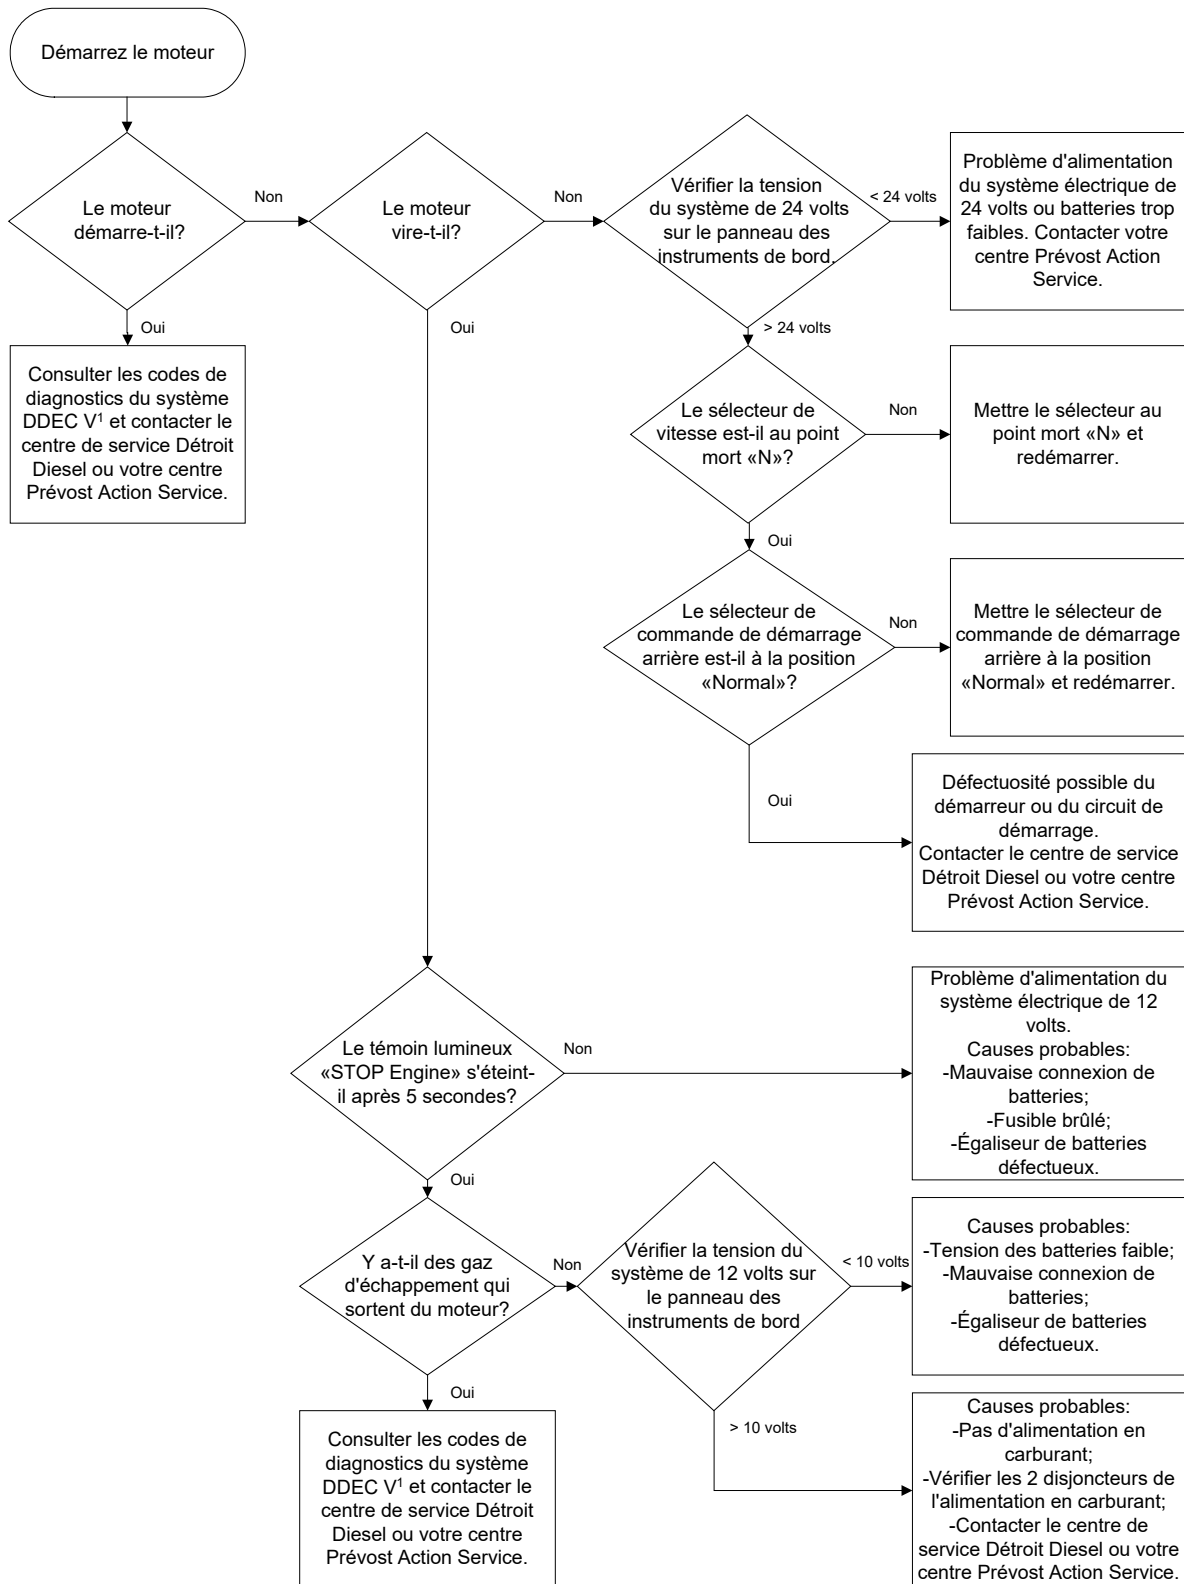 Démarrez le moteur
Le moteur
démarre-t-il?
Non
Le moteur
vire-t-il?
Non
Vérifier la tension
du système de 24 volts
sur le panneau des
instruments de bord.
< 24 volts
Problème d'alimentation
du système électrique de
24 volts ou batteries trop
faibles. Contacter votre
centre Prévost Action
Service.
Oui
Oui
> 24 volts
Consulter les codes de
diagnostics du système
DDEC V¹ et contacter le
centre de service Détroit
Diesel ou votre centre
Prévost Action Service.
Le sélecteur de
vitesse est-il au point
mort «N»?
Non
Mettre le sélecteur au
point mort «N» et
redémarrer.
Oui
Le sélecteur de
commande de démarrage
arrière est-il à la position
«Normal»?
Non
Mettre le sélecteur de
commande de démarrage
arrière à la position
«Normal» et redémarrer.
Oui
Défectuosité possible du
démarreur ou du circuit de
démarrage.
Contacter le centre de service
Détroit Diesel ou votre centre
Prévost Action Service.
Le témoin lumineux
«STOP Engine» s'éteint-
il après 5 secondes?
Non
Problème d'alimentation du
système électrique de 12
volts.
Causes probables:
-Mauvaise connexion de
batteries;
-Fusible brûlé;
-Égaliseur de batteries
défectueux.
Oui
Y a-t-il des gaz
d'échappement qui
sortent du moteur?
Non
Vérifier la tension du
système de 12 volts sur
le panneau des
instruments de bord
< 10 volts
Causes probables:
-Tension des batteries faible;
-Mauvaise connexion de
batteries;
-Égaliseur de batteries
défectueux.
Oui
> 10 volts
Consulter les codes de
diagnostics du système
DDEC V¹ et contacter le
centre de service Détroit
Diesel ou votre centre
Prévost Action Service.
Causes probables:
-Pas d'alimentation en
carburant;
-Vérifier les 2 disjoncteurs de
l'alimentation en carburant;
-Contacter le centre de
service Détroit Diesel ou votre
centre Prévost Action Service.